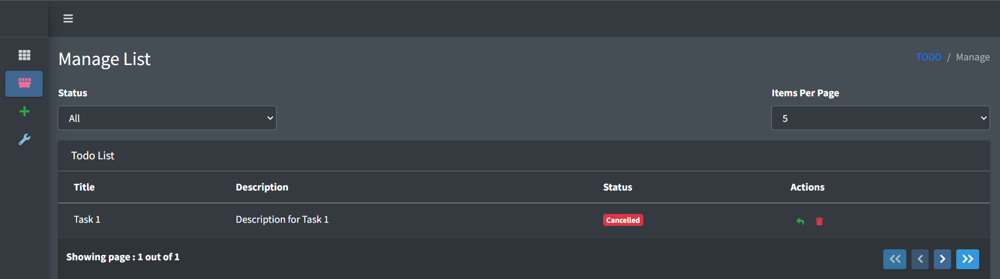 Manage List
TODO / Manage
Status
Items Per Page
All
5
Todo List
Title Description Status Actions
Task 1 Description for Task 1 Cancelled
Showing page : 1 out of 1